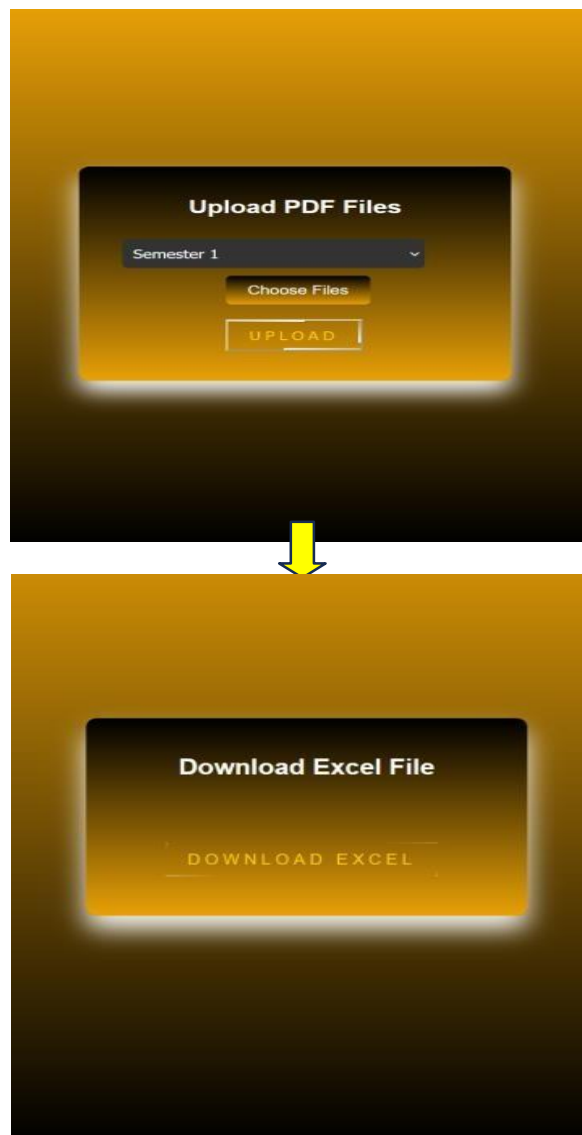 Upload PDF Files
Semester 1
Choose Files
UPLOAD
Download Excel File
DOWNLOAD EXCEL